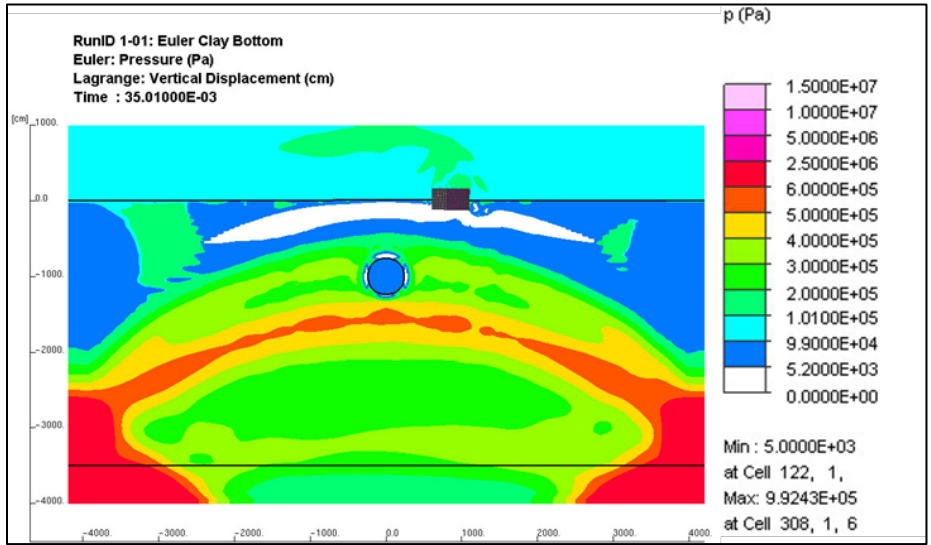 p (Pa)
RunID 1-01: Euler Clay Bottom
Euler: Pressure (Pa)
Lagrange: Vertical Displacement (cm)
Time : 35.01000E-03
[cm]
1000.
0.0
-1000.
-2000.
-3000.
-4000.
-4000. -3000. -2000. -1000. 0.0 1000. 2000. 3000. 4000.
1.5000E+07
1.0000E+07
5.0000E+06
2.5000E+06
6.0000E+05
5.0000E+05
4.0000E+05
3.0000E+05
2.0000E+05
1.0100E+05
9.9000E+04
5.2000E+03
0.0000E+00
Min : 5.0000E+03
at Cell 122, 1,
Max: 9.9243E+05
at Cell 308, 1, 6